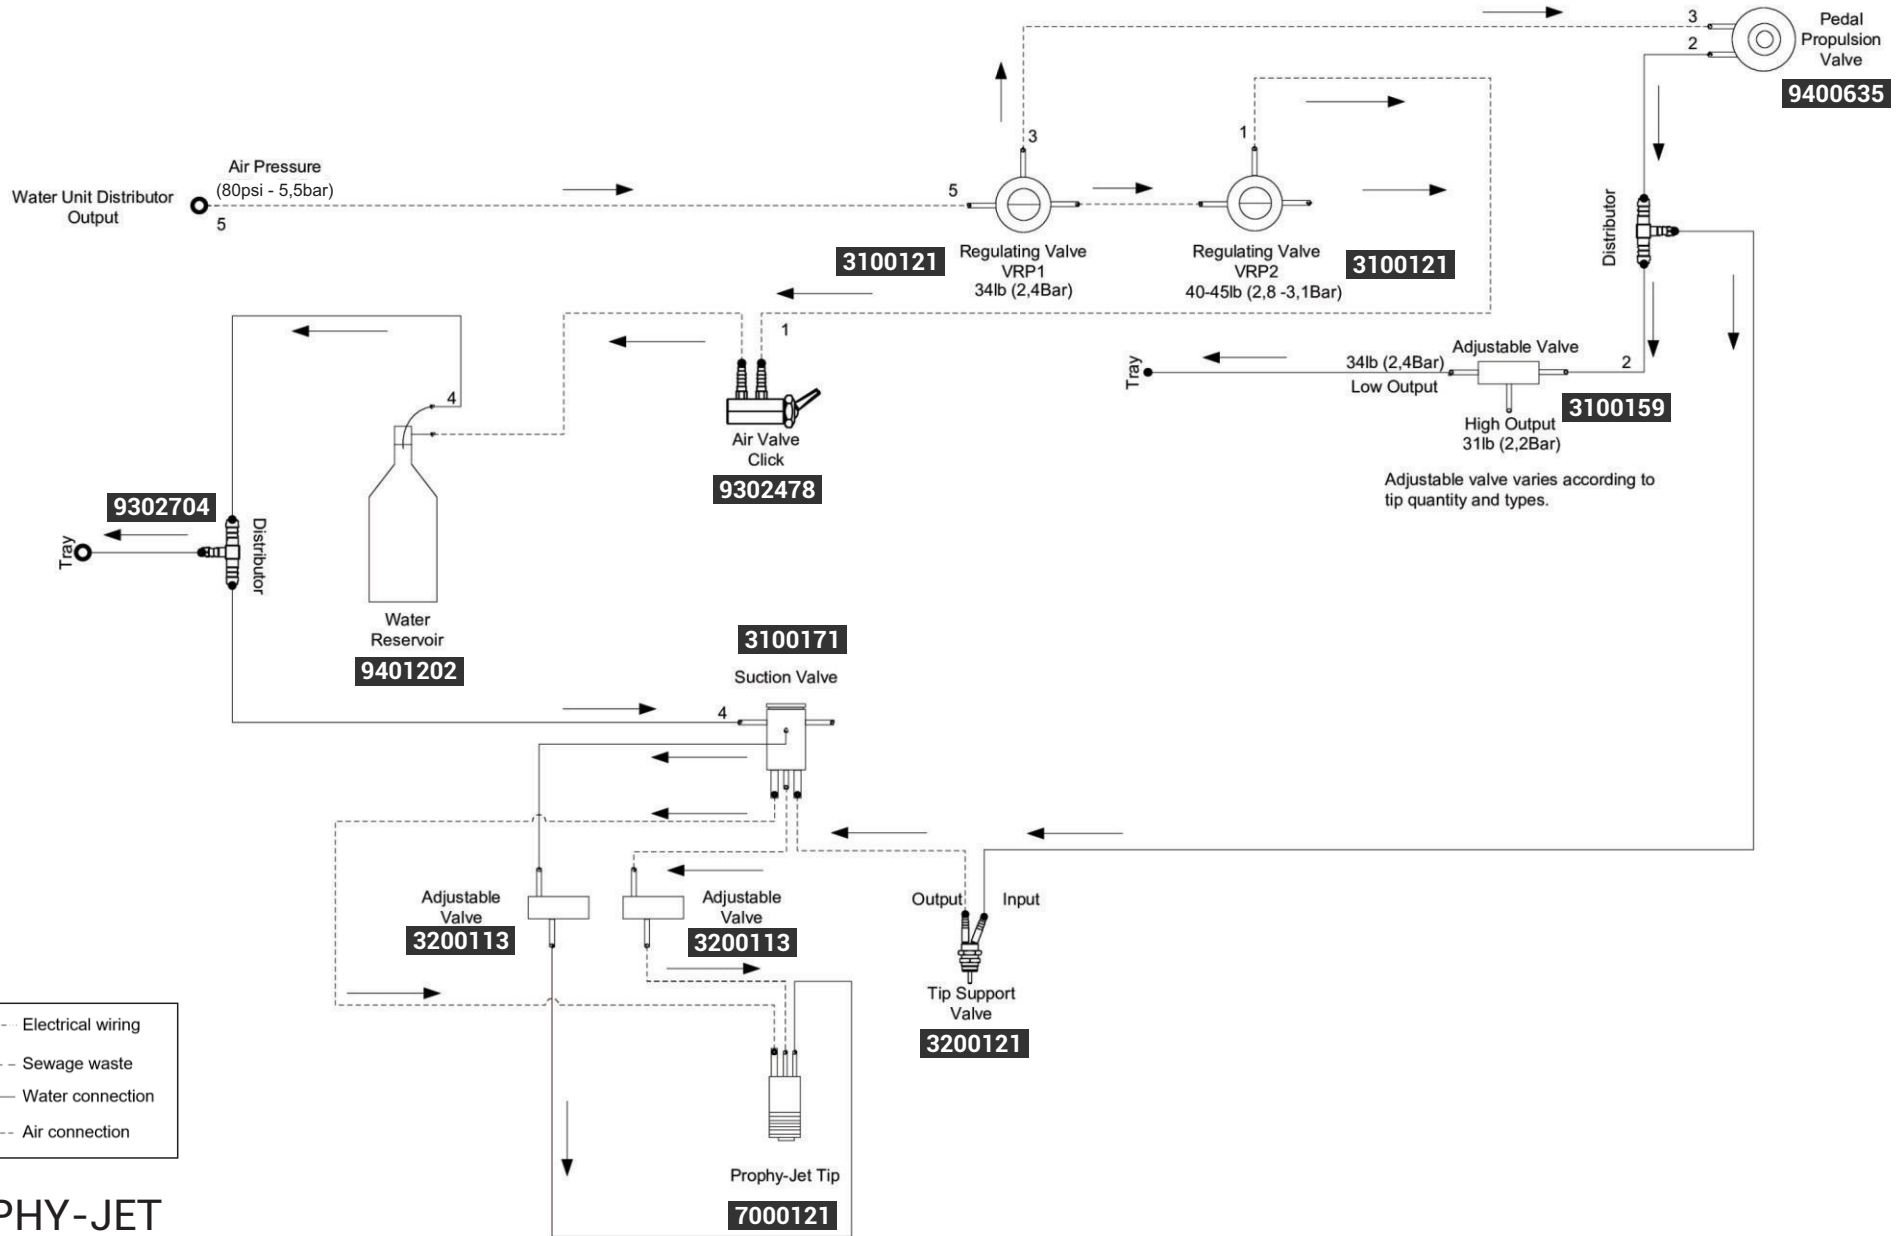 3
Pedal
Propulsion
Valve
2
9400635
3
1
Air Pressure
(80psi - 5,5bar)
Water Unit Distributor
Output
5
5
Distributor
3100121
Regulating Valve
VRP1
34lb (2,4Bar)
Regulating Valve
VRP2
40-45lb (2,8 -3,1Bar)
3100121
1
Tray
34lb (2,4Bar)
Low Output
Adjustable Valve
2
3100159
High Output
31lb (2,2Bar)
Adjustable valve varies according to
tip quantity and types.
4
Air Valve
Click
9302478
9302704
Tray
Distributor
Water
Reservoir
9401202
3100171
Suction Valve
4
Adjustable
Valve
3200113
Adjustable
Valve
3200113
Output
Input
Tip Support
Valve
3200121
Electrical wiring
Sewage waste
Water connection
Air connection
Prophy-Jet Tip
7000121
PHY-JET